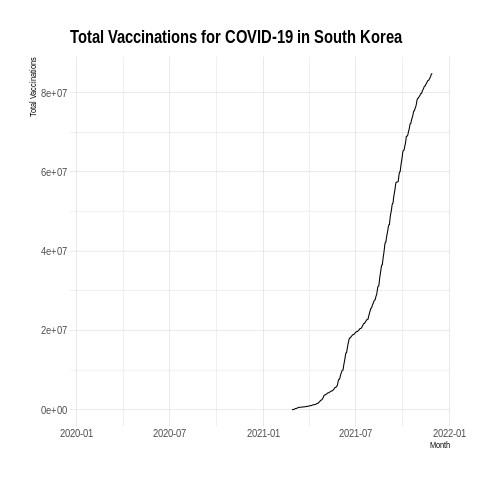 Total Vaccinations for COVID-19 in South Korea
Total Vaccinations
8e+07
6e+07
4e+07
2e+07
0e+00
2020-01 2020-07 2021-01 2021-07 2022-01
Month